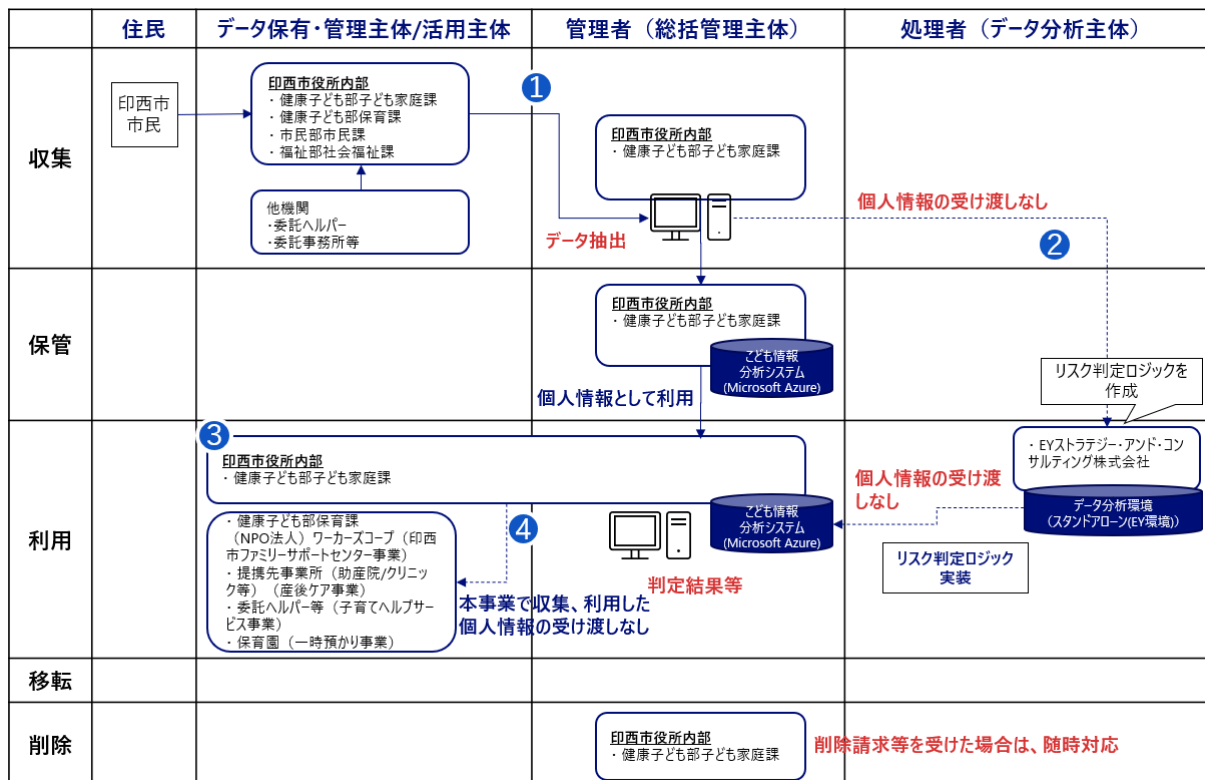 住民
データ保有・管理主体/活用主体
管理者（総括管理主体）
処理者（データ分析主体）
収集
印西市
市民
印西市役所内部
・健康子ども部子ども家庭課
・健康子ども部保育課
・市民部市民課
・福祉部社会福祉課
他機関
・委託ヘルパー
・委託事務所等
1
印西市役所内部
・健康子ども部子ども家庭課
データ抽出
個人情報の受け渡しなし
2
保管
印西市役所内部
・健康子ども部子ども家庭課
こども情報
分析システム
(Microsoft Azure)
個人情報として利用
リスク判定ロジックを
作成
利用
3
印西市役所内部
・健康子ども部子ども家庭課
こども情報
分析システム
(Microsoft Azure)
・EYストラテジー・アンド・コン
サルティング株式会社
データ分析環境
（スタンドアローン(EY環境)）
個人情報の受け渡
しなし
リスク判定ロジック
実装
4
・健康子ども部保育課
（NPO法人）ワーカーズコープ（印西
市ファミリーサポートセンター事業）
・提携先事業所（助産院/クリニッ
ク等）（産後ケア事業）
・委託ヘルパー等（子育てヘルプサー
ビス事業）
・保育園（一時預かり事業）
判定結果等
本事業で収集、利用した
個人情報の受け渡しなし
移転
削除
印西市役所内部
・健康子ども部子ども家庭課
削除請求等を受けた場合は、随時対応